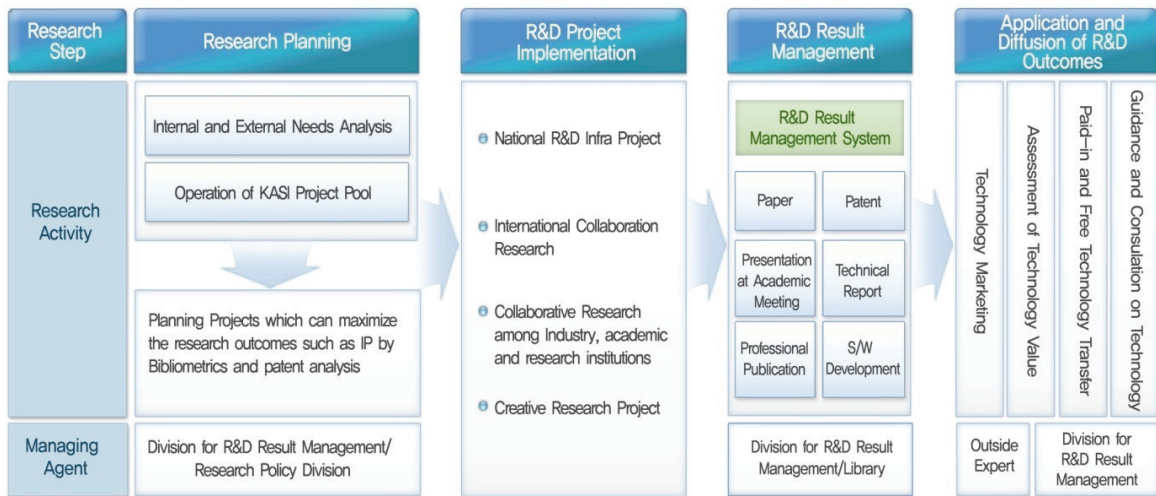 Research
Step
Research Planning
R&D Project
Implementation
R&D Result
Management
Application and
Diffusion of R&D
Outcomes
Research
Activity
Internal and External Needs Analysis
Operation of KASI Project Pool
Planning Projects which can maximize
the research outcomes such as IP by
Bibliometrics and patent analysis
National R&D Infra Project
International Collaboration
Research
Collaborative Research
among Industry, academic
and research institutions
Creative Research Project
R&D Result
Management System
Paper
Patent
Presentation
at Academic
Meeting
Technical
Report
Professional
Publication
S/W
Development
Technology Marketing
Assessment of Technology Value
Paid-in and Free Technology Transfer
Guidance and Consulation on Technology
Managing
Agent
Division for R&D Result Management/
Research Policy Division
Division for R&D Result
Management/Library
Outside
Expert
Division for
R&D Result
Management